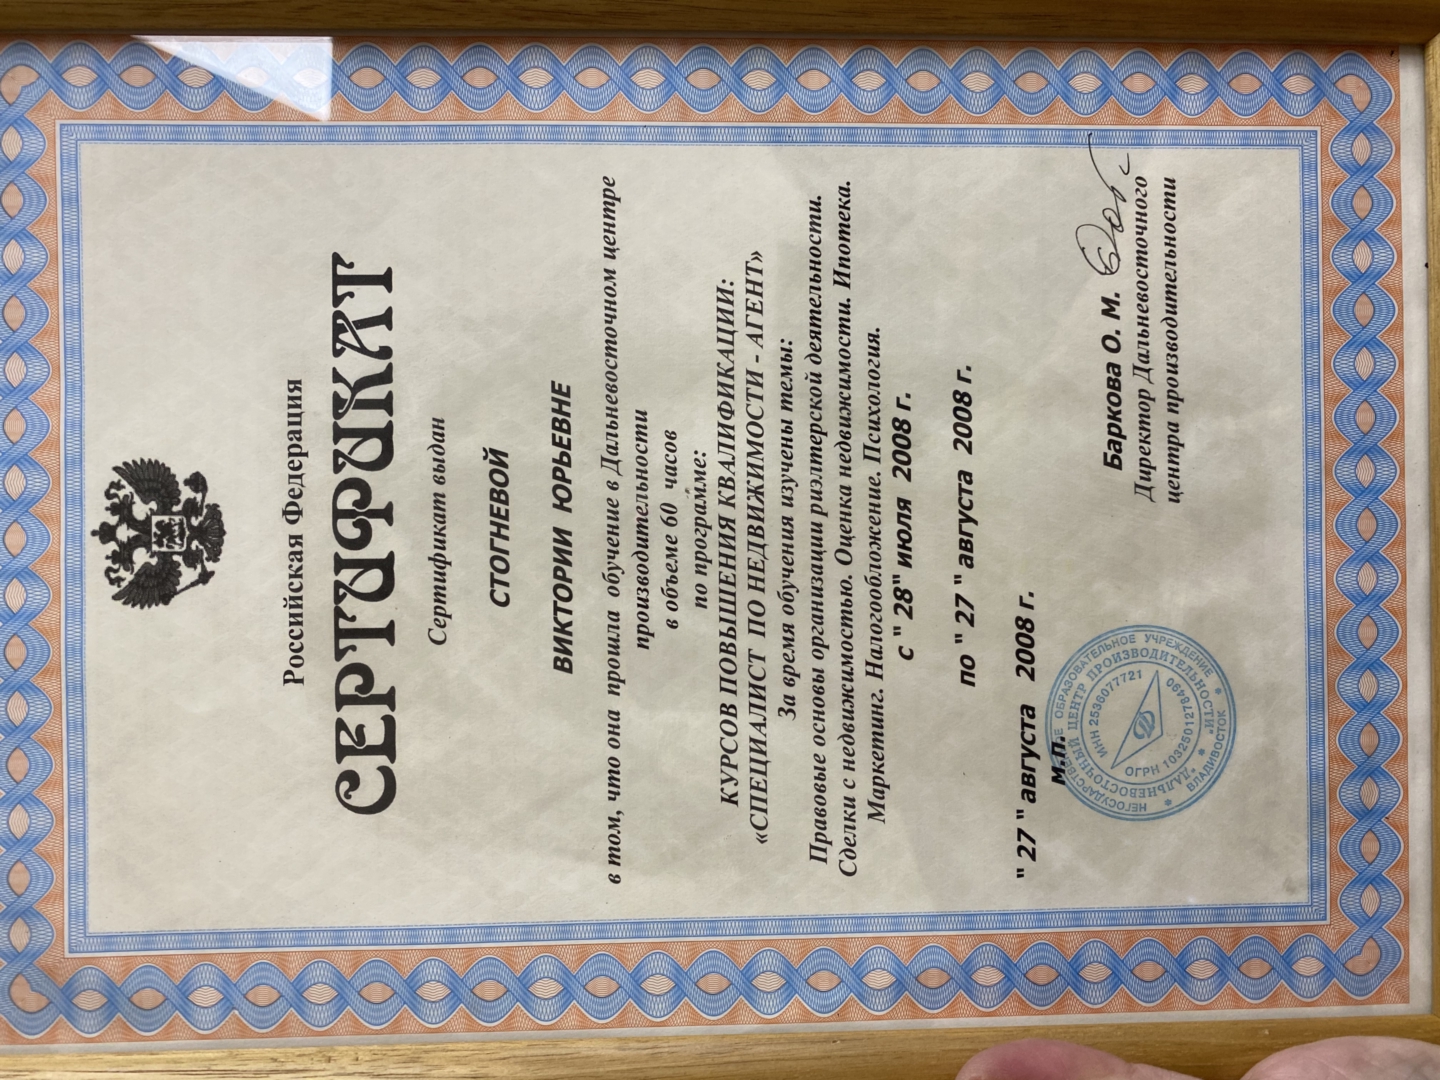 Российская Федерация
СЕРТИФИКАТ
Сертификат выдан
СТОГНЕВОЙ
ВИКТОРИИ ЮРЬЕВНЕ
в том, что она прошла обучение в Дальневосточном центре
производительности
в объеме 60 часов
по программе:
КУРСОВ ПОВЫШЕНИЯ КВАЛИФИКАЦИИ:
«СПЕЦИАЛИСТ ПО НЕДВИЖИМОСТИ - АГЕНТ»
За время обучения изучены темы:
Правовые основы организации риэлтерской деятельности.
Сделки с недвижимостью. Оценка недвижимости. Ипотека.
Маркетинг. Налогообложение. Психология.
с "28" июля 2008 г.
по "27" августа 2008 г.
"27" августа 2008 г.
М.П.
Баркова О. М.
Директор Дальневосточного
центра производительности
НЕГОСУДАРСТВЕННОЕ ОБРАЗОВАТЕЛЬНОЕ УЧРЕЖДЕНИЕ
ВЛАДИВОСТОК
"ДАЛЬНЕВОСТОЧНЫЙ ЦЕНТР ПРОИЗВОДИТЕЛЬНОСТИ"
ИНН 2536077721
ОГРН 1032501278490